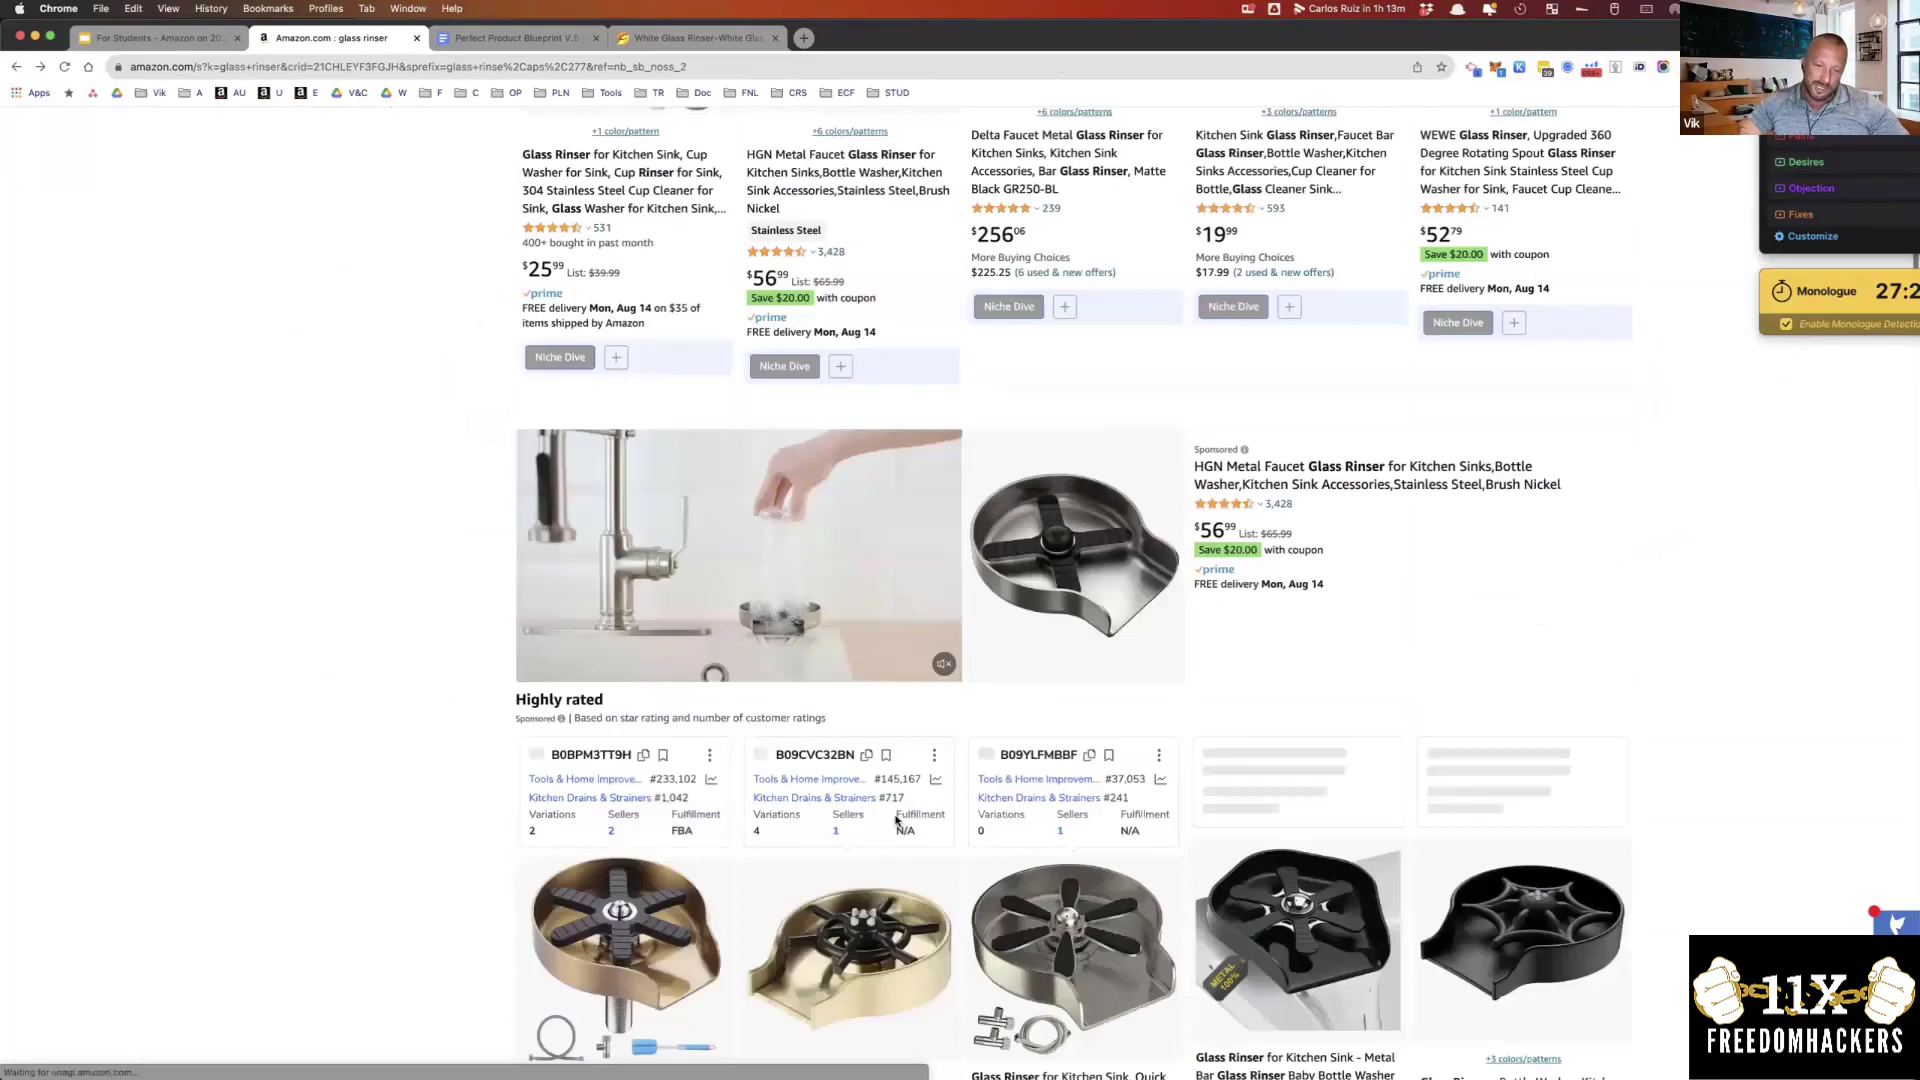 Chrome File Edit View History Bookmarks Profiles Tab Window Help
Carlos Ruiz in 1h 13m
For Students - Amazon on 20
Amazon.com : glass rinser
Perfect Product Blueprint V.5
White Glass Rinser-White Gla
amazon.com/s?k=glass+rinser&crid=21CHLEYF3FGJH&sprefix=glass+rinse%2Caps%2C277&ref=nb_sb_noss_2
Apps Vik A AU U E V&C W F C OP PLN Tools TR Doc FNL CRS ECF STUD
Vik
Desires
Objection
Fixes
Customize
Monologue 27:2
Enable Monologue Detectio
+1 color/pattern
Glass Rinser for Kitchen Sink, Cup
Washer for Sink, Cup Rinser for Sink,
304 Stainless Steel Cup Cleaner for
Sink, Glass Washer for Kitchen Sink,...
531
400+ bought in past month
$25 99 List: $39.99
prime
FREE delivery Mon, Aug 14 on $35 of
items shipped by Amazon
Niche Dive +
+6 colors/patterns
HGN Metal Faucet Glass Rinser for
Kitchen Sinks,Bottle Washer,Kitchen
Sink Accessories,Stainless Steel,Brush
Nickel
Stainless Steel
3,428
$56 99 List: $65.99
Save $20.00 with coupon
prime
FREE delivery Mon, Aug 14
Niche Dive +
+6 colors/patterns
Delta Faucet Metal Glass Rinser for
Kitchen Sinks, Kitchen Sink
Accessories, Bar Glass Rinser, Matte
Black GR250-BL
239
$256 06
More Buying Choices
$225.25 (6 used & new offers)
Niche Dive +
+3 colors/patterns
Kitchen Sink Glass Rinser,Faucet Bar
Glass Rinser,Bottle Washer,Kitchen
Sinks Accessories,Cup Cleaner for
Bottle,Glass Cleaner Sink...
593
$19 99
More Buying Choices
$17.99 (2 used & new offers)
Niche Dive +
+1 color/pattern
WEWE Glass Rinser, Upgraded 360
Degree Rotating Spout Glass Rinser
for Kitchen Sink Stainless Steel Cup
Washer for Sink, Faucet Cup Cleane...
141
$52 79
Save $20.00 with coupon
prime
FREE delivery Mon, Aug 14
Niche Dive +
Sponsored
HGN Metal Faucet Glass Rinser for Kitchen Sinks,Bottle
Washer,Kitchen Sink Accessories,Stainless Steel,Brush Nickel
3,428
$56 99 List: $65.99
Save $20.00 with coupon
prime
FREE delivery Mon, Aug 14
Highly rated
Sponsored | Based on star rating and number of customer ratings
B0BPM3TT9H
Tools & Home Improve... #233,102
Kitchen Drains & Strainers #1,042
Variations Sellers Fulfillment
2 2 FBA
B09CVC32BN
Tools & Home Improve... #145,167
Kitchen Drains & Strainers #717
Variations Sellers Fulfillment
4 1 N/A
B09YLFMBBF
Tools & Home Improvem... #37,053
Kitchen Drains & Strainers #241
Variations Sellers Fulfillment
0 1 N/A
METAL
100%
Glass Rinser for Kitchen Sink, Quick
Glass Rinser for Kitchen Sink - Metal
Bar Glass Rinser Baby Bottle Washer
+3 colors/patterns
Waiting for unagi.amazon.com...
11X
FREEDOMHACKERS